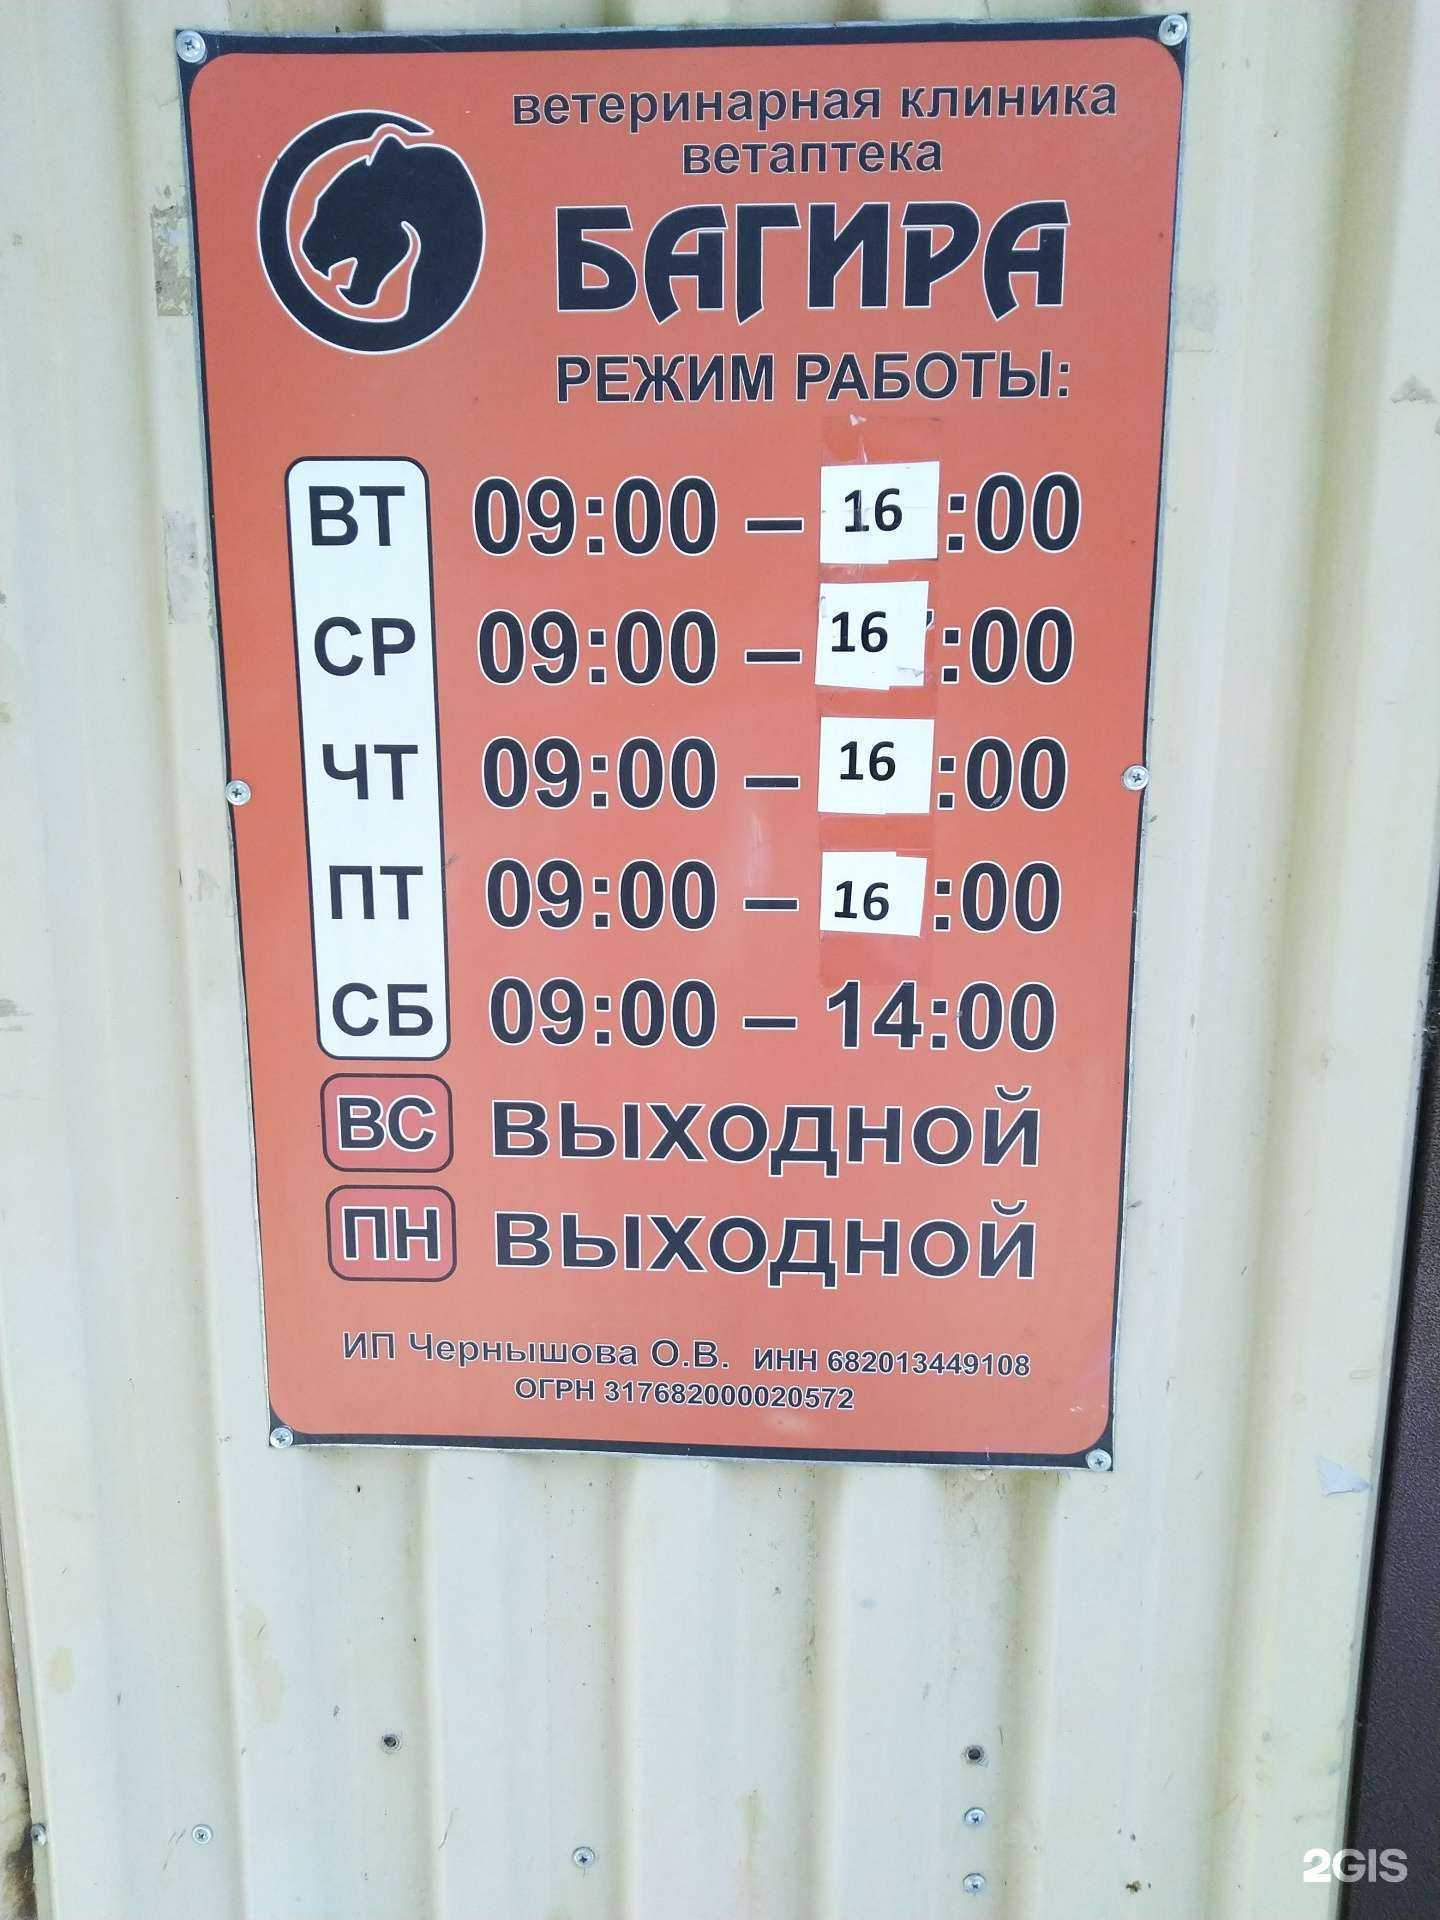 ветеринарная клиника
ветаптека
БАГИРА
РЕЖИМ РАБОТЫ:
ВТ 09:00 – 16:00
СР 09:00 – 16:00
ЧТ 09:00 – 16:00
ПТ 09:00 – 16:00
СБ 09:00 – 14:00
ВС ВЫХОДНОЙ
ПН ВЫХОДНОЙ
ИП Чернышова О.В. ИНН 682013449108
ОГРН 317682000020572
2GIS